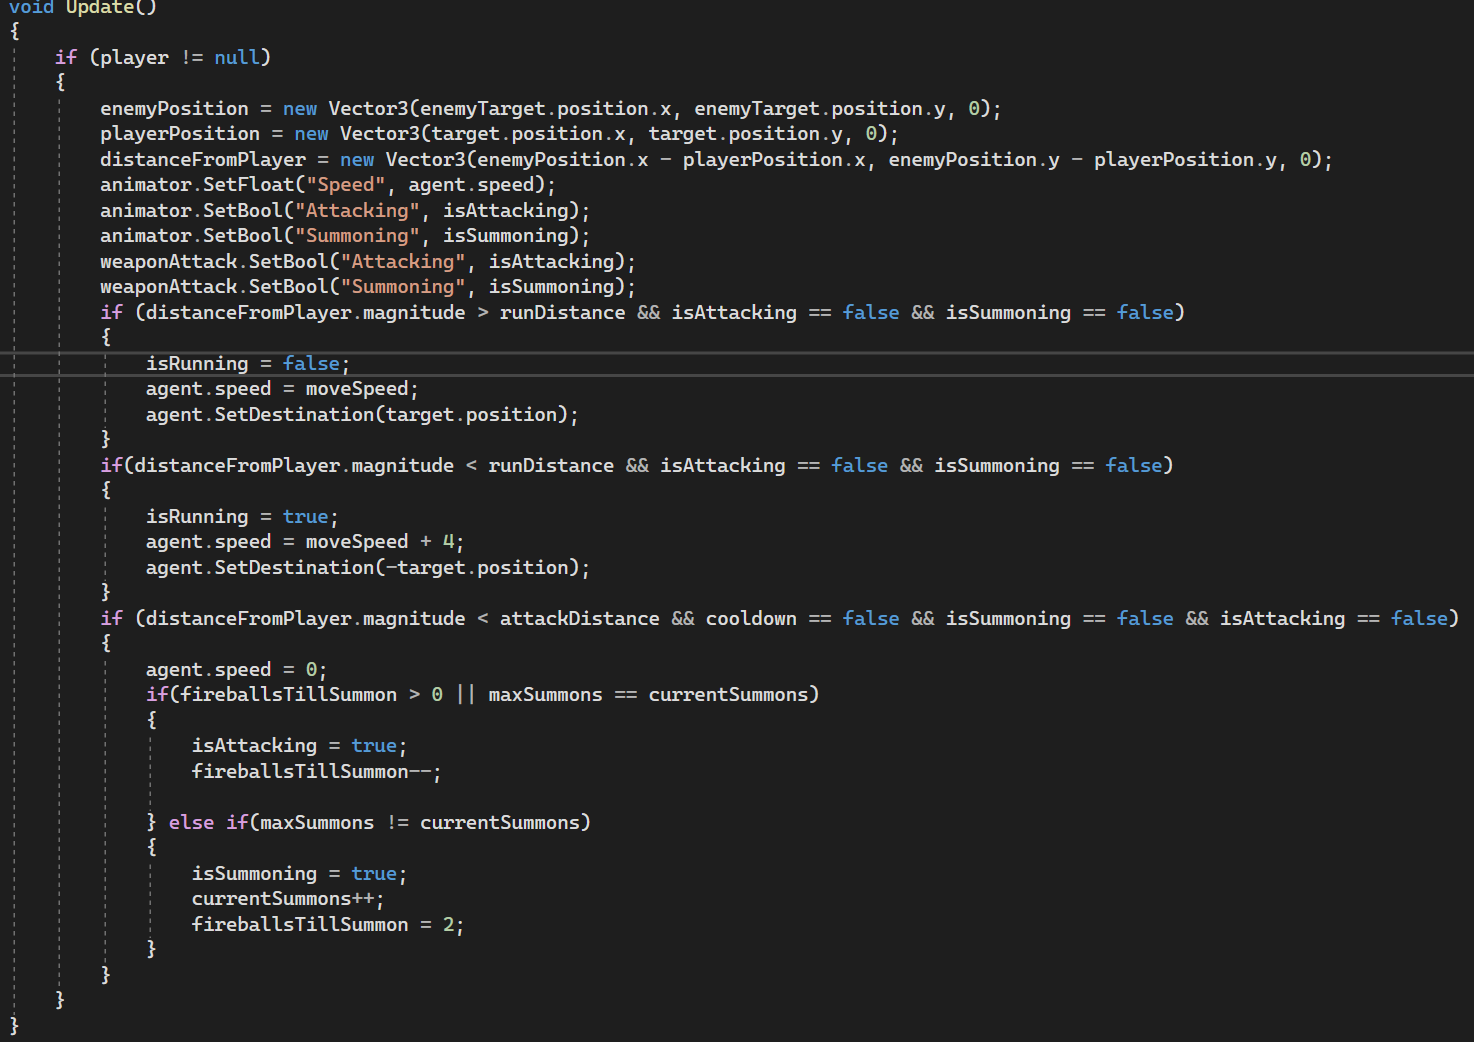 void Update()
{
    if (player != null)
    {
        enemyPosition = new Vector3(enemyTarget.position.x, enemyTarget.position.y, 0);
        playerPosition = new Vector3(target.position.x, target.position.y, 0);
        distanceFromPlayer = new Vector3(enemyPosition.x - playerPosition.x, enemyPosition.y - playerPosition.y, 0);
        animator.SetFloat("Speed", agent.speed);
        animator.SetBool("Attacking", isAttacking);
        animator.SetBool("Summoning", isSummoning);
        weaponAttack.SetBool("Attacking", isAttacking);
        weaponAttack.SetBool("Summoning", isSummoning);
        if (distanceFromPlayer.magnitude > runDistance && isAttacking == false && isSummoning == false)
        {
            isRunning = false;
            agent.speed = moveSpeed;
            agent.SetDestination(target.position);
        }
        if(distanceFromPlayer.magnitude < runDistance && isAttacking == false && isSummoning == false)
        {
            isRunning = true;
            agent.speed = moveSpeed + 4;
            agent.SetDestination(-target.position);
        }
        if (distanceFromPlayer.magnitude < attackDistance && cooldown == false && isSummoning == false && isAttacking == false)
        {
            agent.speed = 0;
            if(fireballsTillSummon > 0 || maxSummons == currentSummons)
            {
                isAttacking = true;
                fireballsTillSummon--;
            } else if(maxSummons != currentSummons)
            {
                isSummoning = true;
                currentSummons++;
                fireballsTillSummon = 2;
            }
        }
    }
}